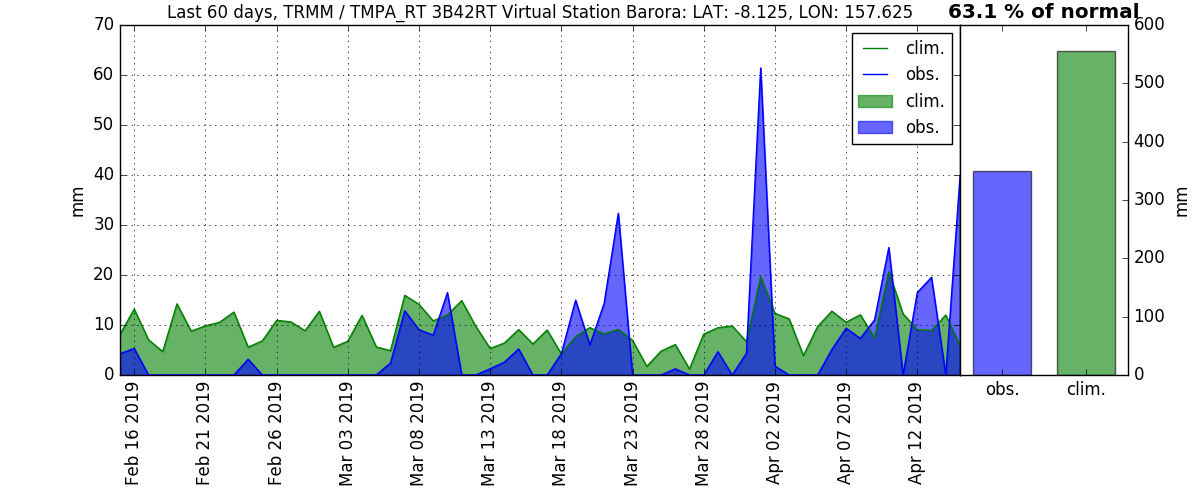 Last 60 days, TRMM / TMPA_RT 3B42RT Virtual Station Barora: LAT: -8.125, LON: 157.625
63.1 % of normal
70
60
50
40
30
20
10
0
mm
clim.
obs.
clim.
obs.
600
500
400
300
200
100
0
mm
Feb 16 2019
Feb 21 2019
Feb 26 2019
Mar 03 2019
Mar 08 2019
Mar 13 2019
Mar 18 2019
Mar 23 2019
Mar 28 2019
Apr 02 2019
Apr 07 2019
Apr 12 2019
obs.
clim.